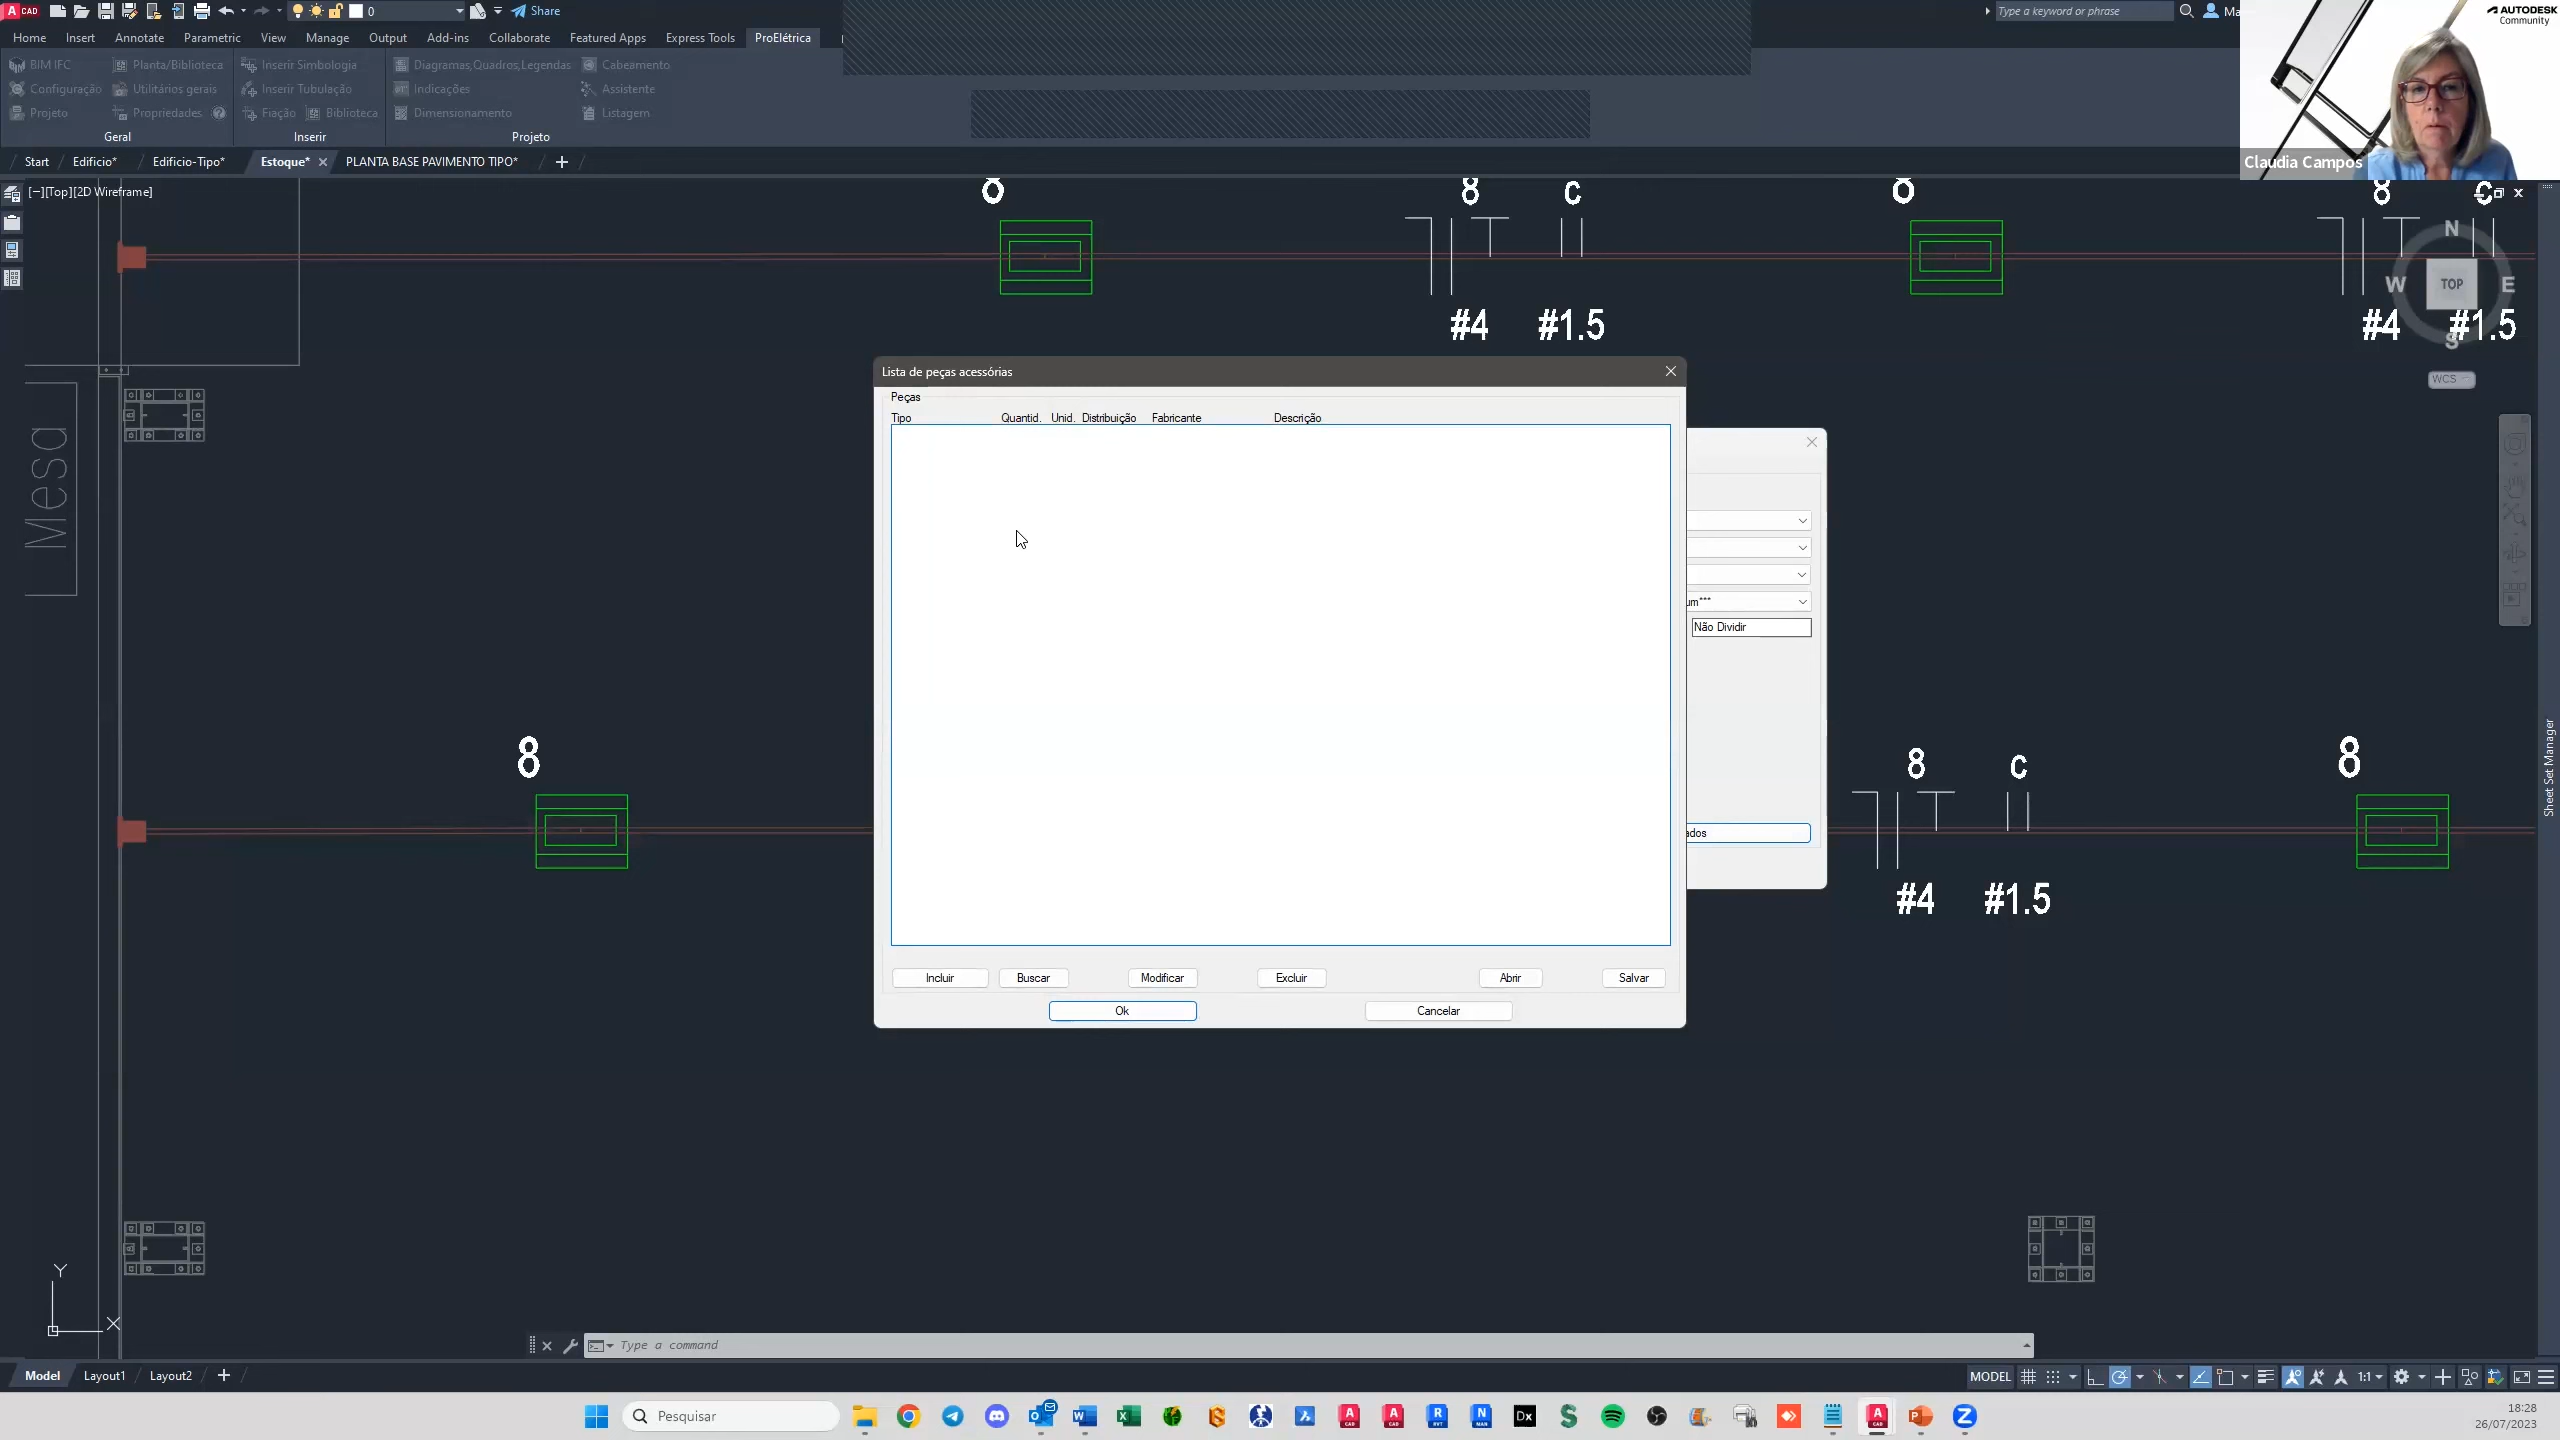 A CAD
0
Share
Type a keyword or phrase
AUTODESK
Community
Home Insert Annotate Parametric View Manage Output Add-ins Collaborate Featured Apps Express Tools ProElétrica
BIM IFC Planta/Biblioteca Inserir Simbologia Diagramas,Quadros,Legendas Cabeamento
Configuração Utilitários gerais Inserir Tubulação Indicações Assistente
Projeto Propriedades Fiação Biblioteca Dimensionamento Listagem
Geral Inserir Projeto
Claudia Campos
Start Edificio* Edificio-Tipo* Estoque* PLANTA BASE PAVIMENTO TIPO*
[−][Top][2D Wireframe]
8 c 8 c
N
W TOP E
S
#4 #1.5 #4 #1.5
WCS
Mesa
Lista de peças acessórias
Peças
Tipo Quantid. Unid. Distribuição Fabricante Descrição
um***
Não Dividir
ados
8 8 c 8
#4 #1.5
Sheet Set Manager
Incluir Buscar Modificar Excluir Abrir Salvar
Ok Cancelar
Y
X
Type a command
Model Layout1 Layout2
MODEL 1:1
Pesquisar
18:28
26/07/2023